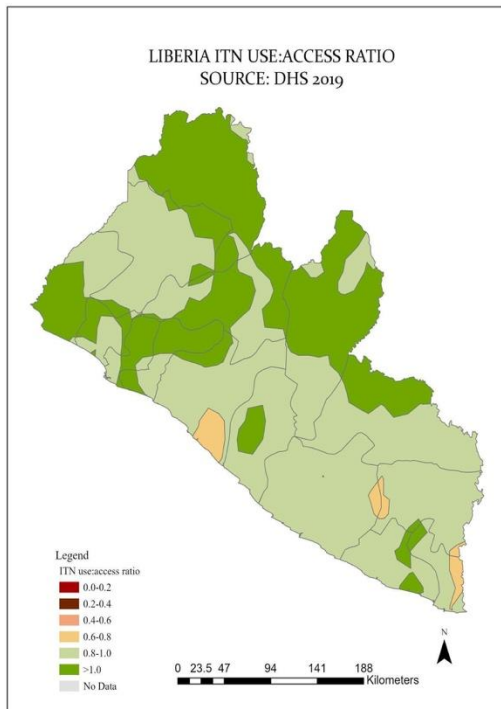 LIBERIA ITN USE:ACCESS RATIO
SOURCE: DHS 2019
Legend
ITN use:access ratio
0.0-0.2
0.2-0.4
0.4-0.6
0.6-0.8
0.8-1.0
>1.0
No Data
N
0 23.5 47 94 141 188
Kilometers